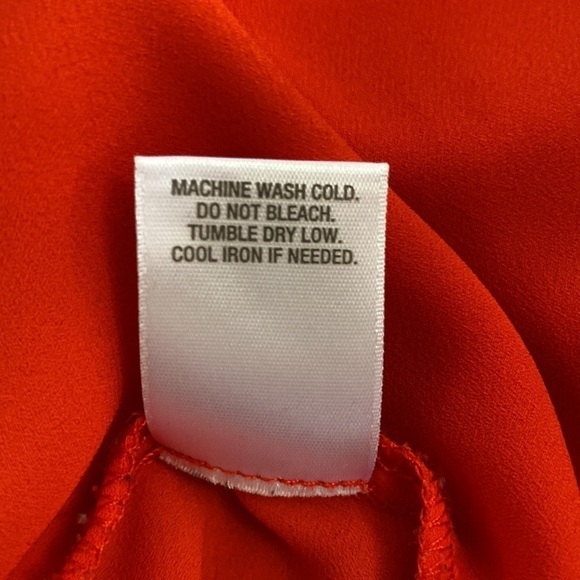 MACHINE WASH COLD.
DO NOT BLEACH.
TUMBLE DRY LOW.
COOL IRON IF NEEDED.